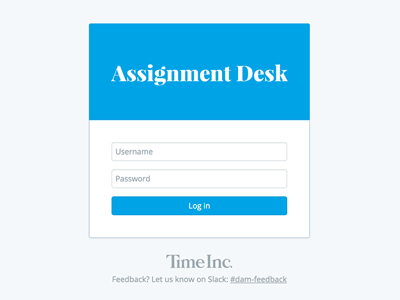 Assignment Desk
Username
Password
Log in
Time Inc.
Feedback? Let us know on Slack: #dam-feedback